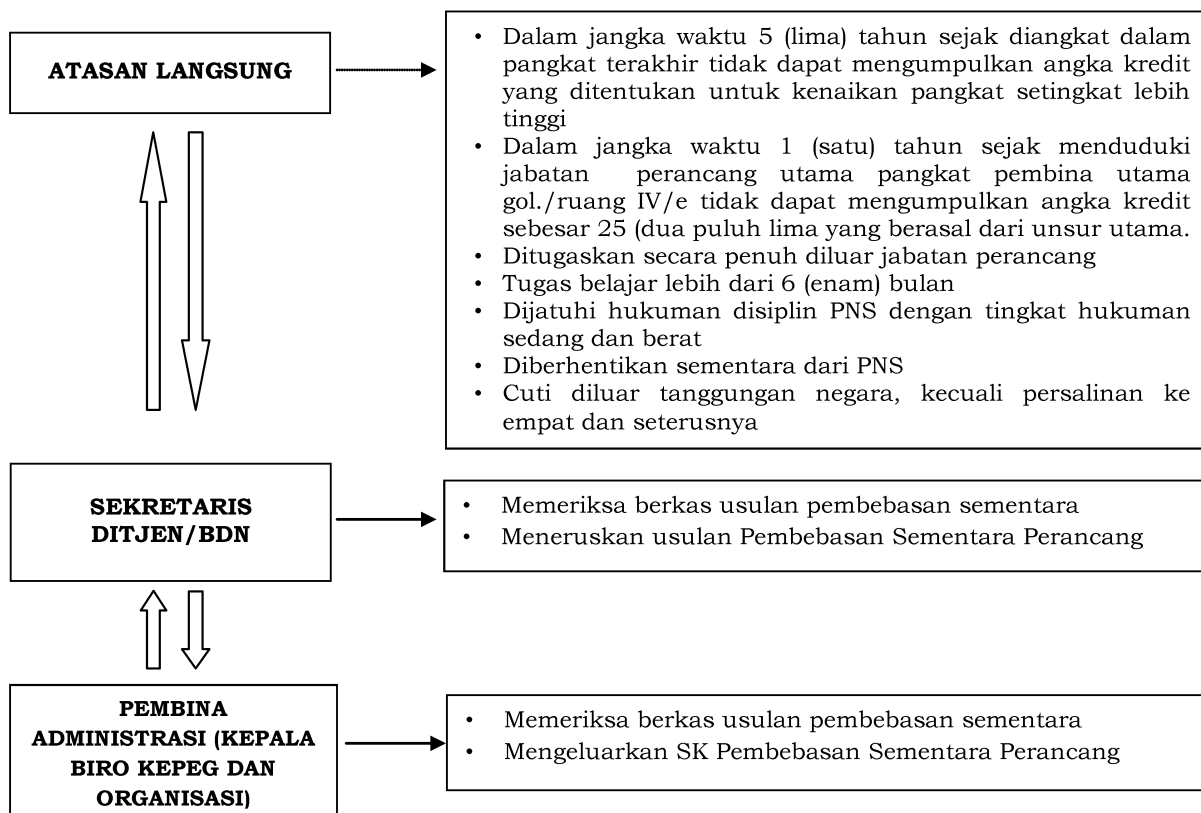 ATASAN LANGSUNG
• Dalam jangka waktu 5 (lima) tahun sejak diangkat dalam
pangkat terakhir tidak dapat mengumpulkan angka kredit
yang ditentukan untuk kenaikan pangkat setingkat lebih
tinggi
• Dalam jangka waktu 1 (satu) tahun sejak menduduki
jabatan perancang utama pangkat pembina utama
gol./ruang IV/e tidak dapat mengumpulkan angka kredit
sebesar 25 (dua puluh lima yang berasal dari unsur utama.
• Ditugaskan secara penuh diluar jabatan perancang
• Tugas belajar lebih dari 6 (enam) bulan
• Dijatuhi hukuman disiplin PNS dengan tingkat hukuman
sedang dan berat
• Diberhentikan sementara dari PNS
• Cuti diluar tanggungan negara, kecuali persalinan ke
empat dan seterusnya
SEKRETARIS
DITJEN/BDN
• Memeriksa berkas usulan pembebasan sementara
• Meneruskan usulan Pembebasan Sementara Perancang
PEMBINA
ADMINISTRASI (KEPALA
BIRO KEPEG DAN
ORGANISASI)
• Memeriksa berkas usulan pembebasan sementara
• Mengeluarkan SK Pembebasan Sementara Perancang